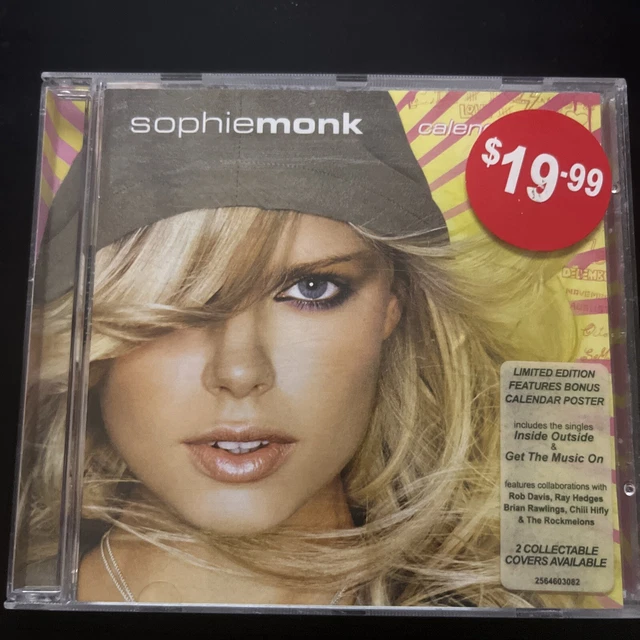 sophiemonk
$19-99
LIMITED EDITION
FEATURES BONUS
CALENDAR POSTER
includes the singles
Inside Outside
&
Get The Music On
features collaborations with
Rob Davis, Ray Hedges
Brian Rawlings, Chili Hifly
& The Rockmelons
2 COLLECTABLE
COVERS AVAILABLE
2564603082